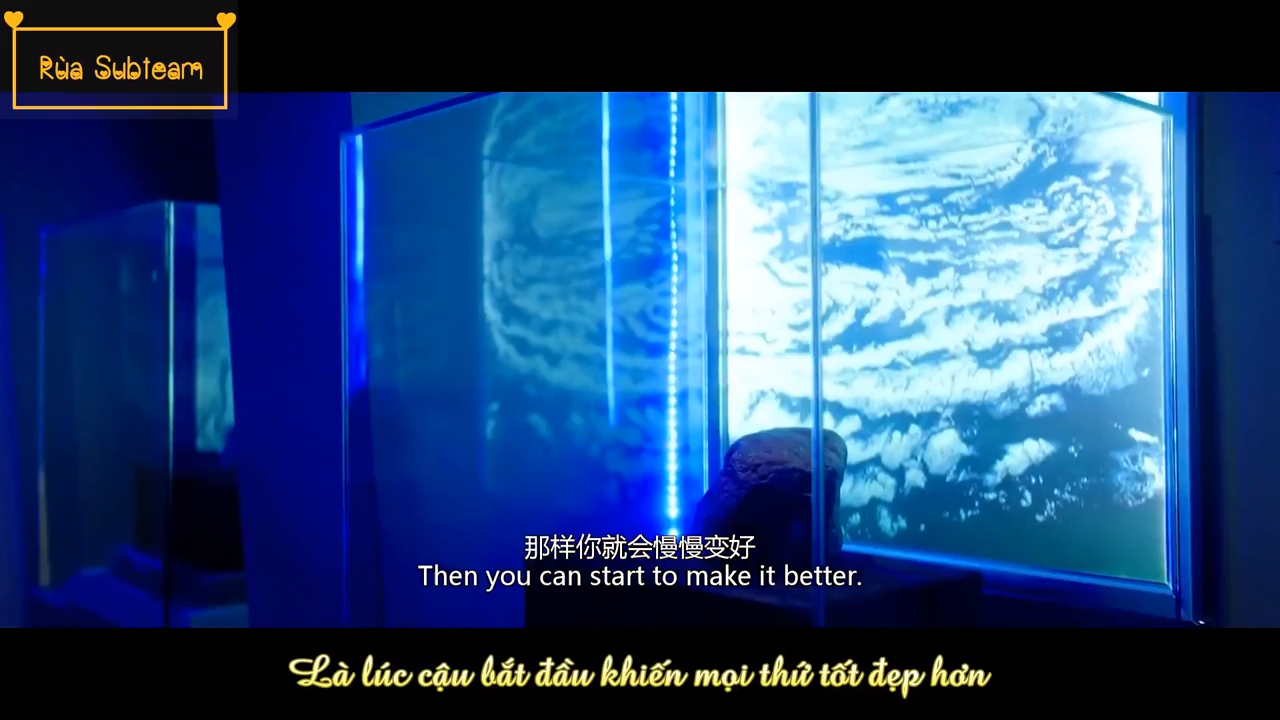 Rùa Subteam
那样你就会慢慢变好
Then you can start to make it better.
Là lúc cậu bắt đầu khiến mọi thứ tốt đẹp hơn